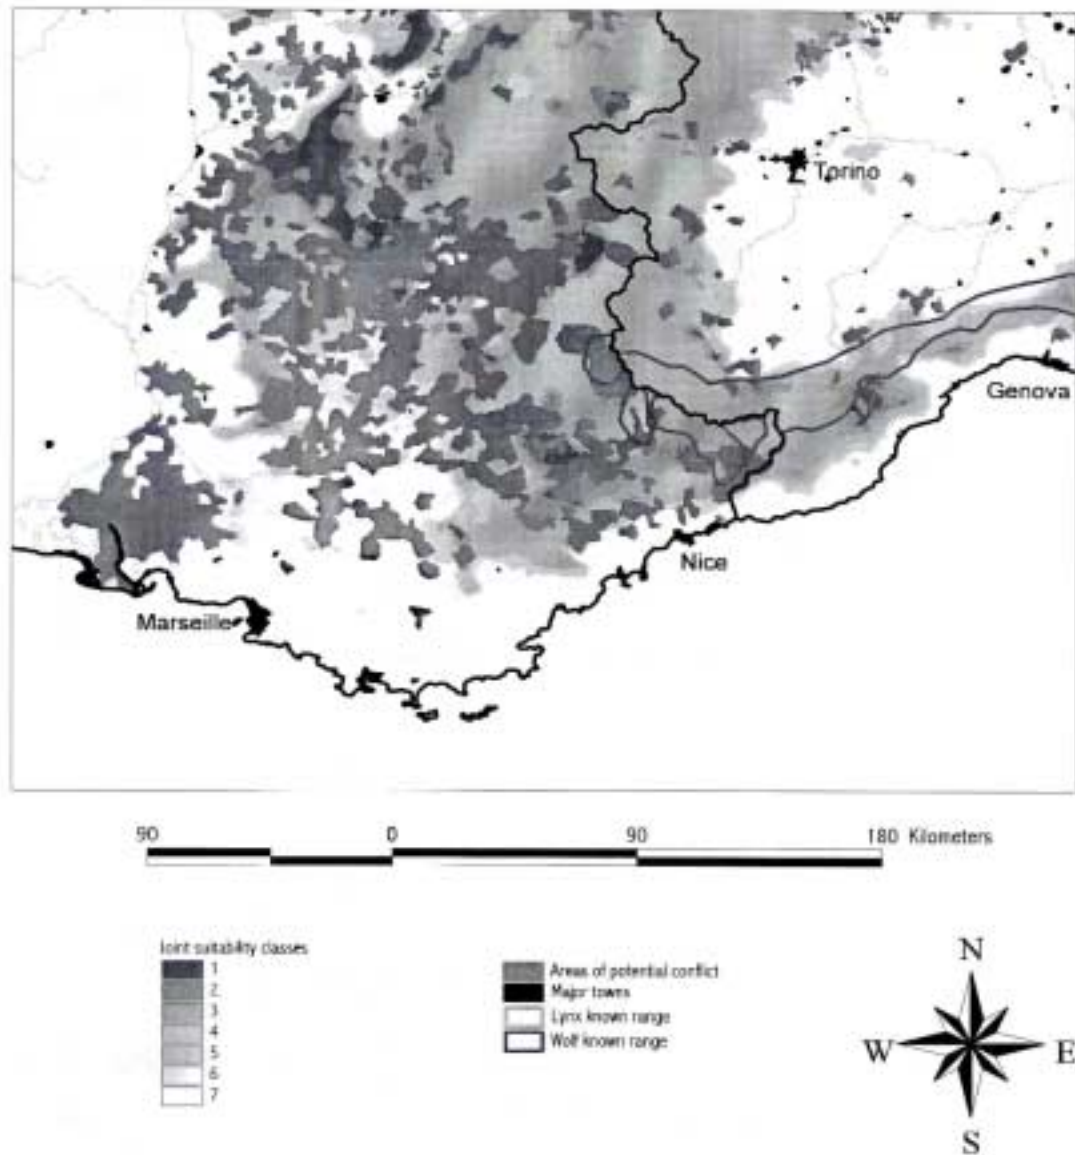 Torino
Genova
Nice
Marseille
90 0 90 180 Kilometers
Joint suitability classes
1
2
3
4
5
6
7
Areas of potential conflict
Major towns
Lynx known range
Wolf known range
N
W E
S